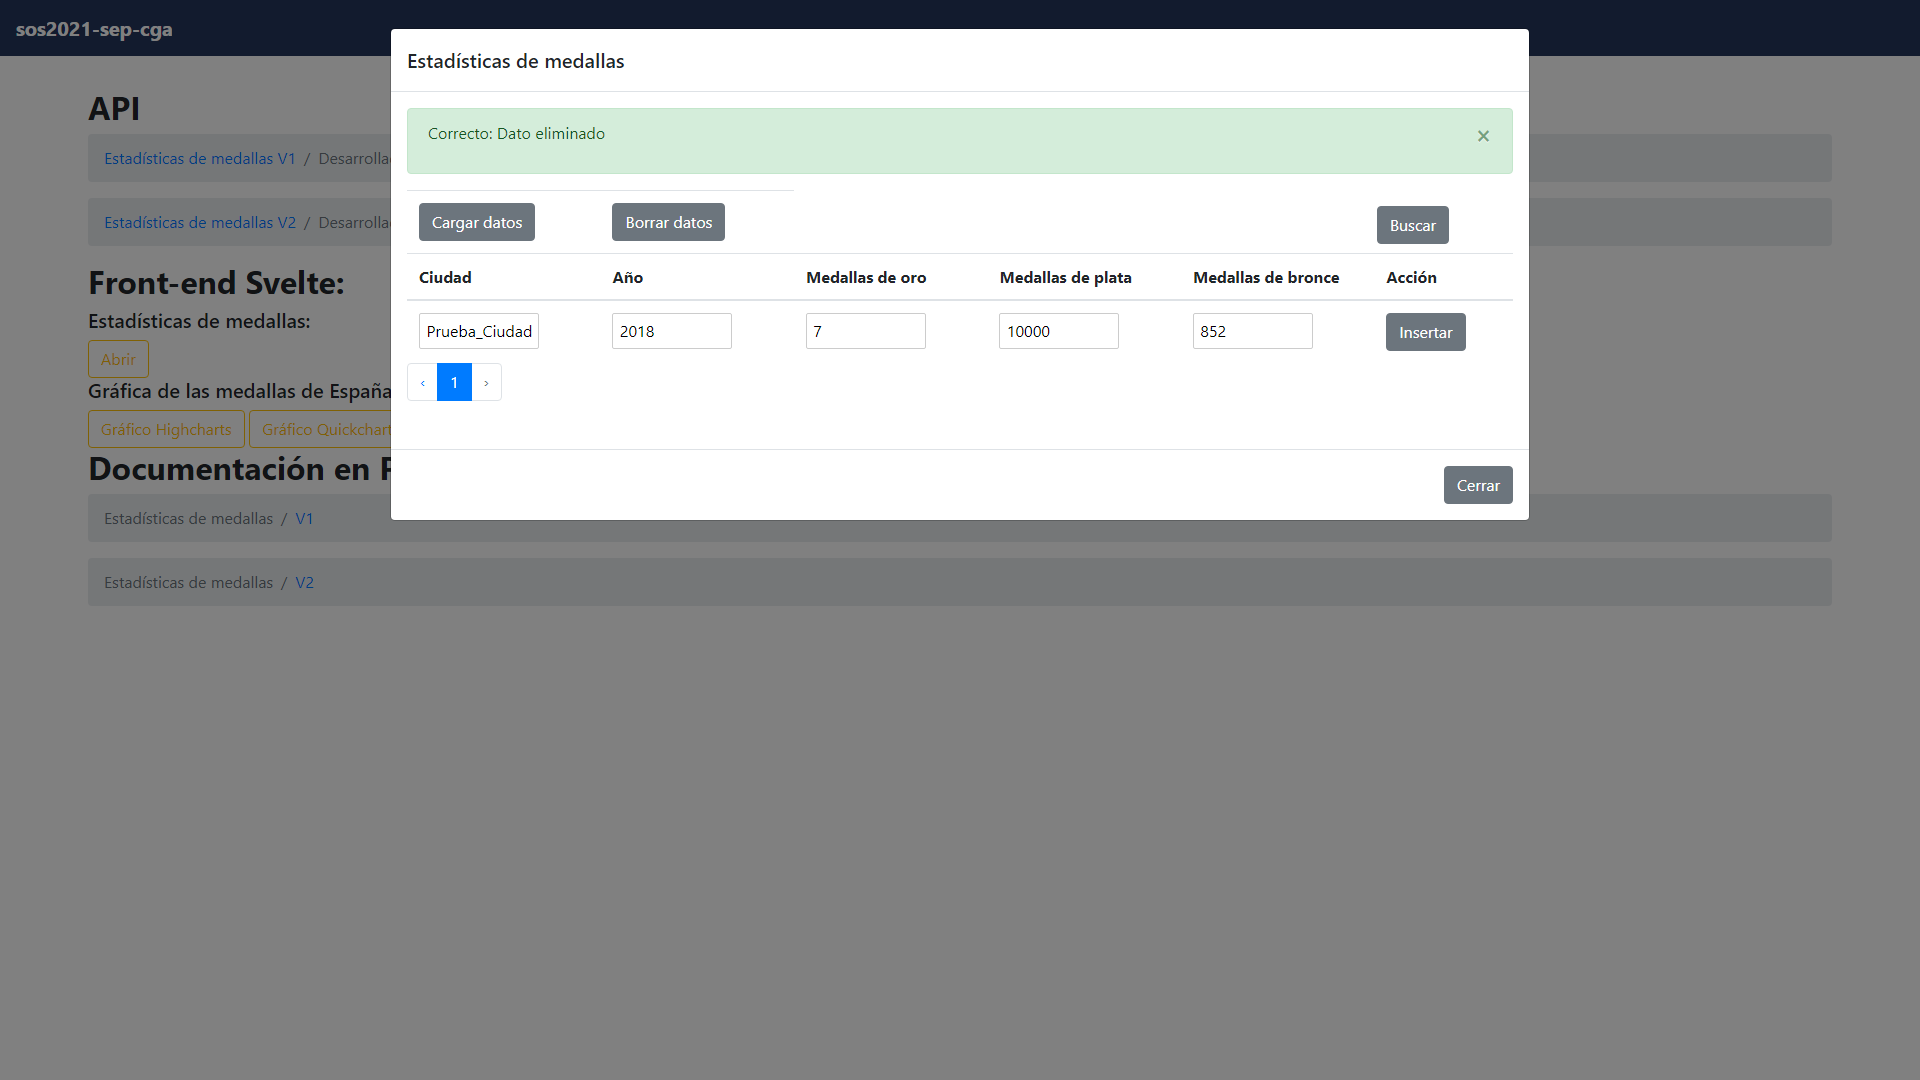 sos2021-sep-cga
Estadísticas de medallas
API
Correcto: Dato eliminado ×
Estadísticas de medallas V1 /
Cargar datos Borrar datos Buscar
Estadísticas de medallas V2 /
Ciudad Año Medallas de oro Medallas de plata Medallas de bronce Acción
Front-end Svelte:
Estadísticas de medallas:
Prueba_Ciudad 2018 7 10000 852 Insertar
Abrir
‹ 1 ›
Gráfica de las medallas de España
Gráfico Highcharts Gráfico Quickchart
Documentación en
Cerrar
Estadísticas de medallas / V1
Estadísticas de medallas / V2